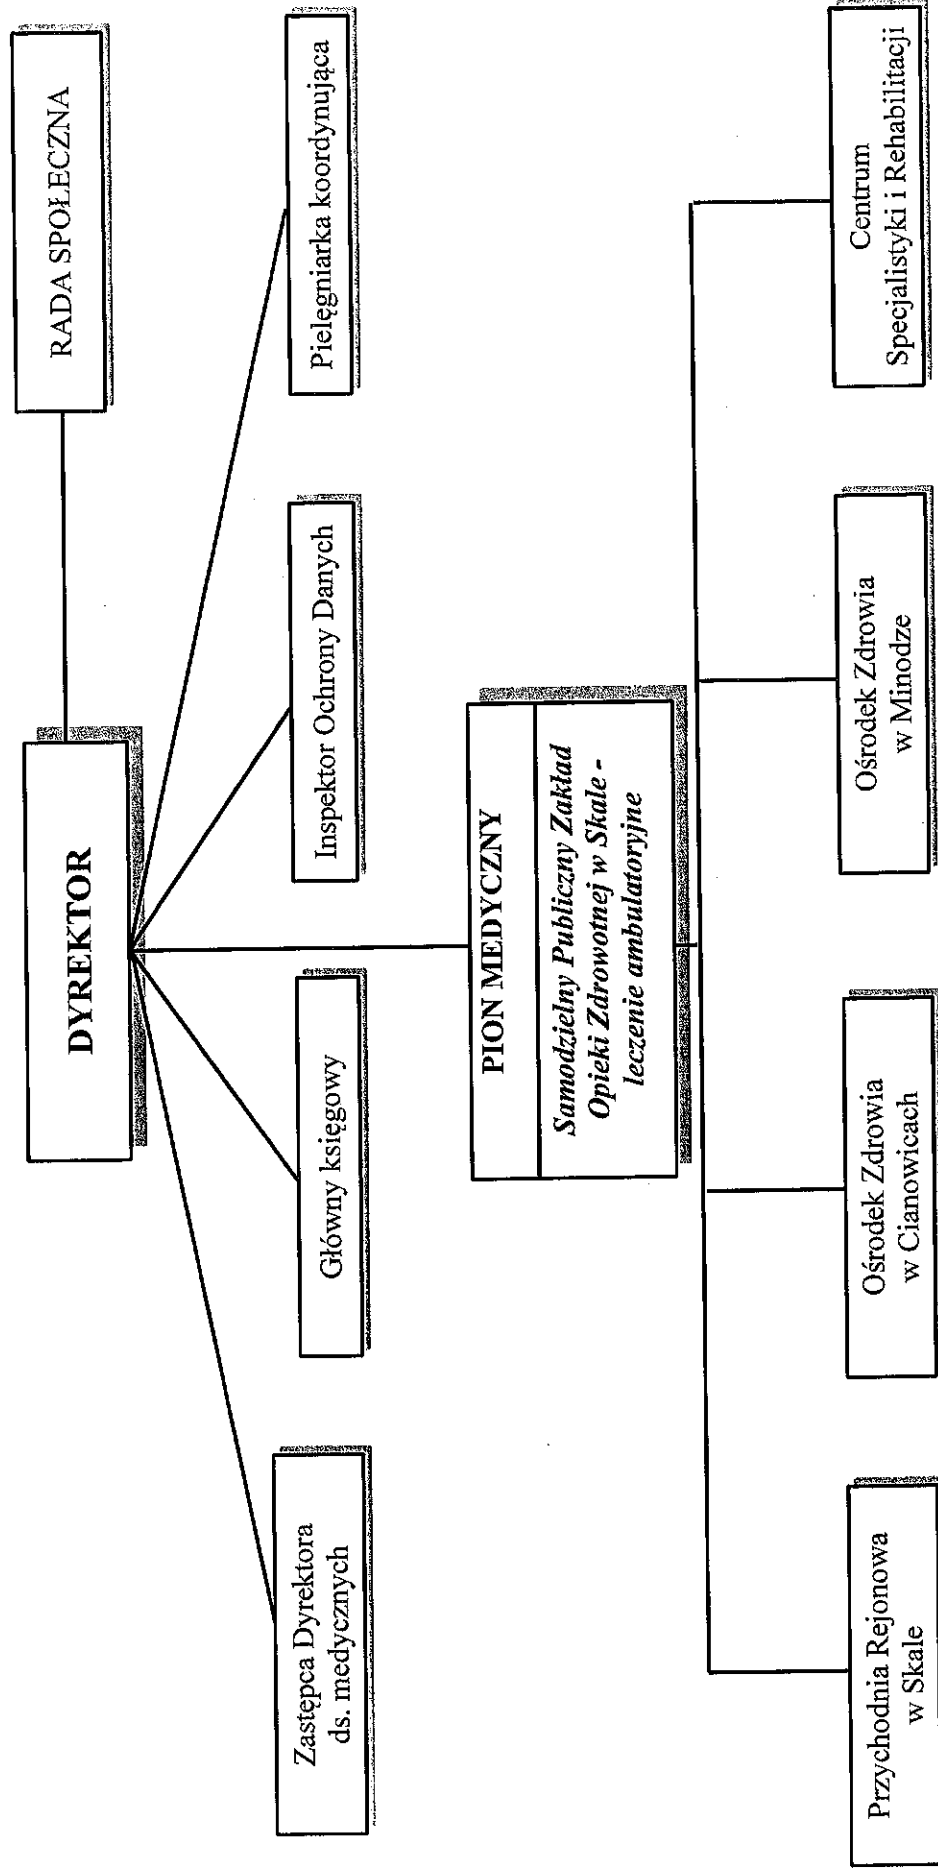 DYREKTOR
RADA SPOŁECZNA
Zastępca Dyrektora
ds. medycznych
Główny księgowy
Inspektor Ochrony Danych
Pielęgniarka koordynująca
PION MEDYCZNY
Samodzielny Publiczny Zakład
Opieki Zdrowotnej w Skale -
leczenie ambulatoryjne
Przychodnia Rejonowa
w Skale
Ośrodek Zdrowia
w Cianowicach
Ośrodek Zdrowia
w Minodze
Centrum
Specjalistyki i Rehabilitacji